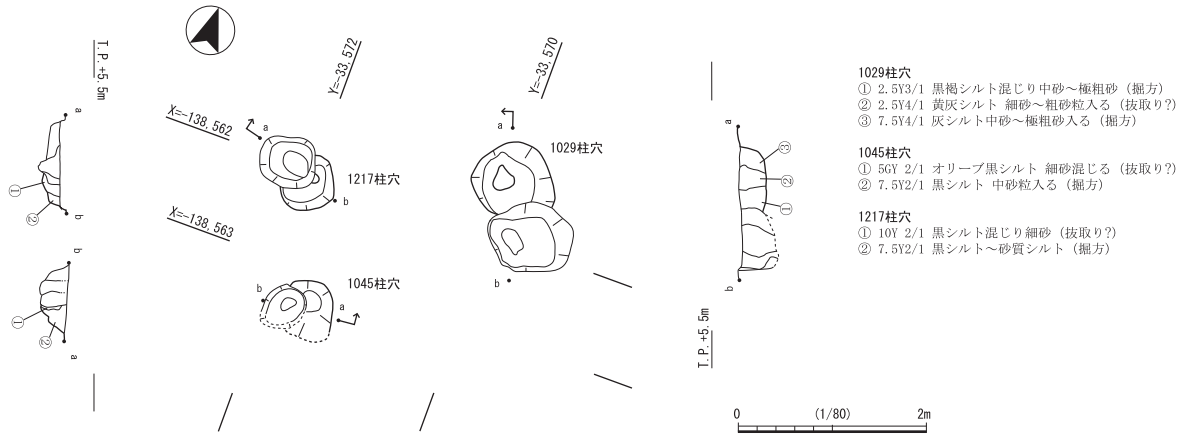 T.P.+5.5m
a
①
②
b
b
①
②
a
X=-138,562
X=-138,563
Y=-33,572
Y=-33,570
a
1217柱穴
b
1045柱穴
b
a
a
1029柱穴
b
a
③
②
①
b
T.P.+5.5m
1029柱穴
① 2.5Y3/1 黒褐シルト混じり中砂～極粗砂（掘方）
② 2.5Y4/1 黄灰シルト 細砂～粗砂粒入る（抜取り?）
③ 7.5Y4/1 灰シルト中砂～極粗砂入る（掘方）
1045柱穴
① 5GY 2/1 オリーブ黒シルト 細砂混じる（抜取り?）
② 7.5Y2/1 黒シルト 中砂粒入る（掘方）
1217柱穴
① 10Y 2/1 黒シルト混じり細砂（抜取り?）
② 7.5Y2/1 黒シルト～砂質シルト（掘方）
0 (1/80) 2m